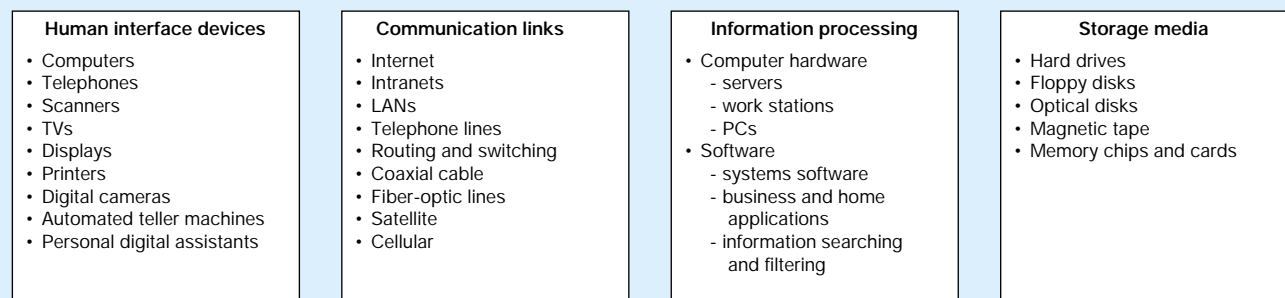 Human interface devices
• Computers
• Telephones
• Scanners
• TVs
• Displays
• Printers
• Digital cameras
• Automated teller machines
• Personal digital assistants
Communication links
• Internet
• Intranets
• LANs
• Telephone lines
• Routing and switching
• Coaxial cable
• Fiber-optic lines
• Satellite
• Cellular
Information processing
• Computer hardware
- servers
- work stations
- PCs
• Software
- systems software
- business and home
applications
- information searching
and filtering
Storage media
• Hard drives
• Floppy disks
• Optical disks
• Magnetic tape
• Memory chips and cards